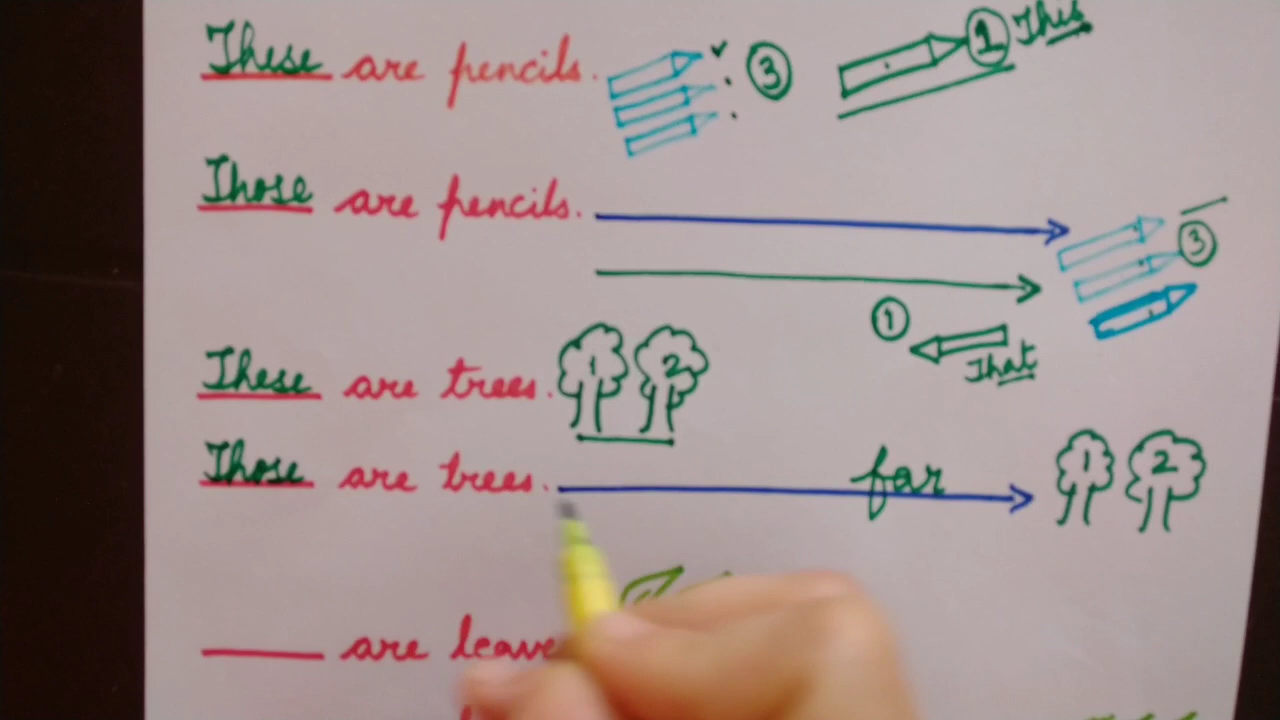 These are pencils. 3 1 This
Those are pencils. 3
1
That
These are trees. 1 2
Those are trees. far 1 2
are